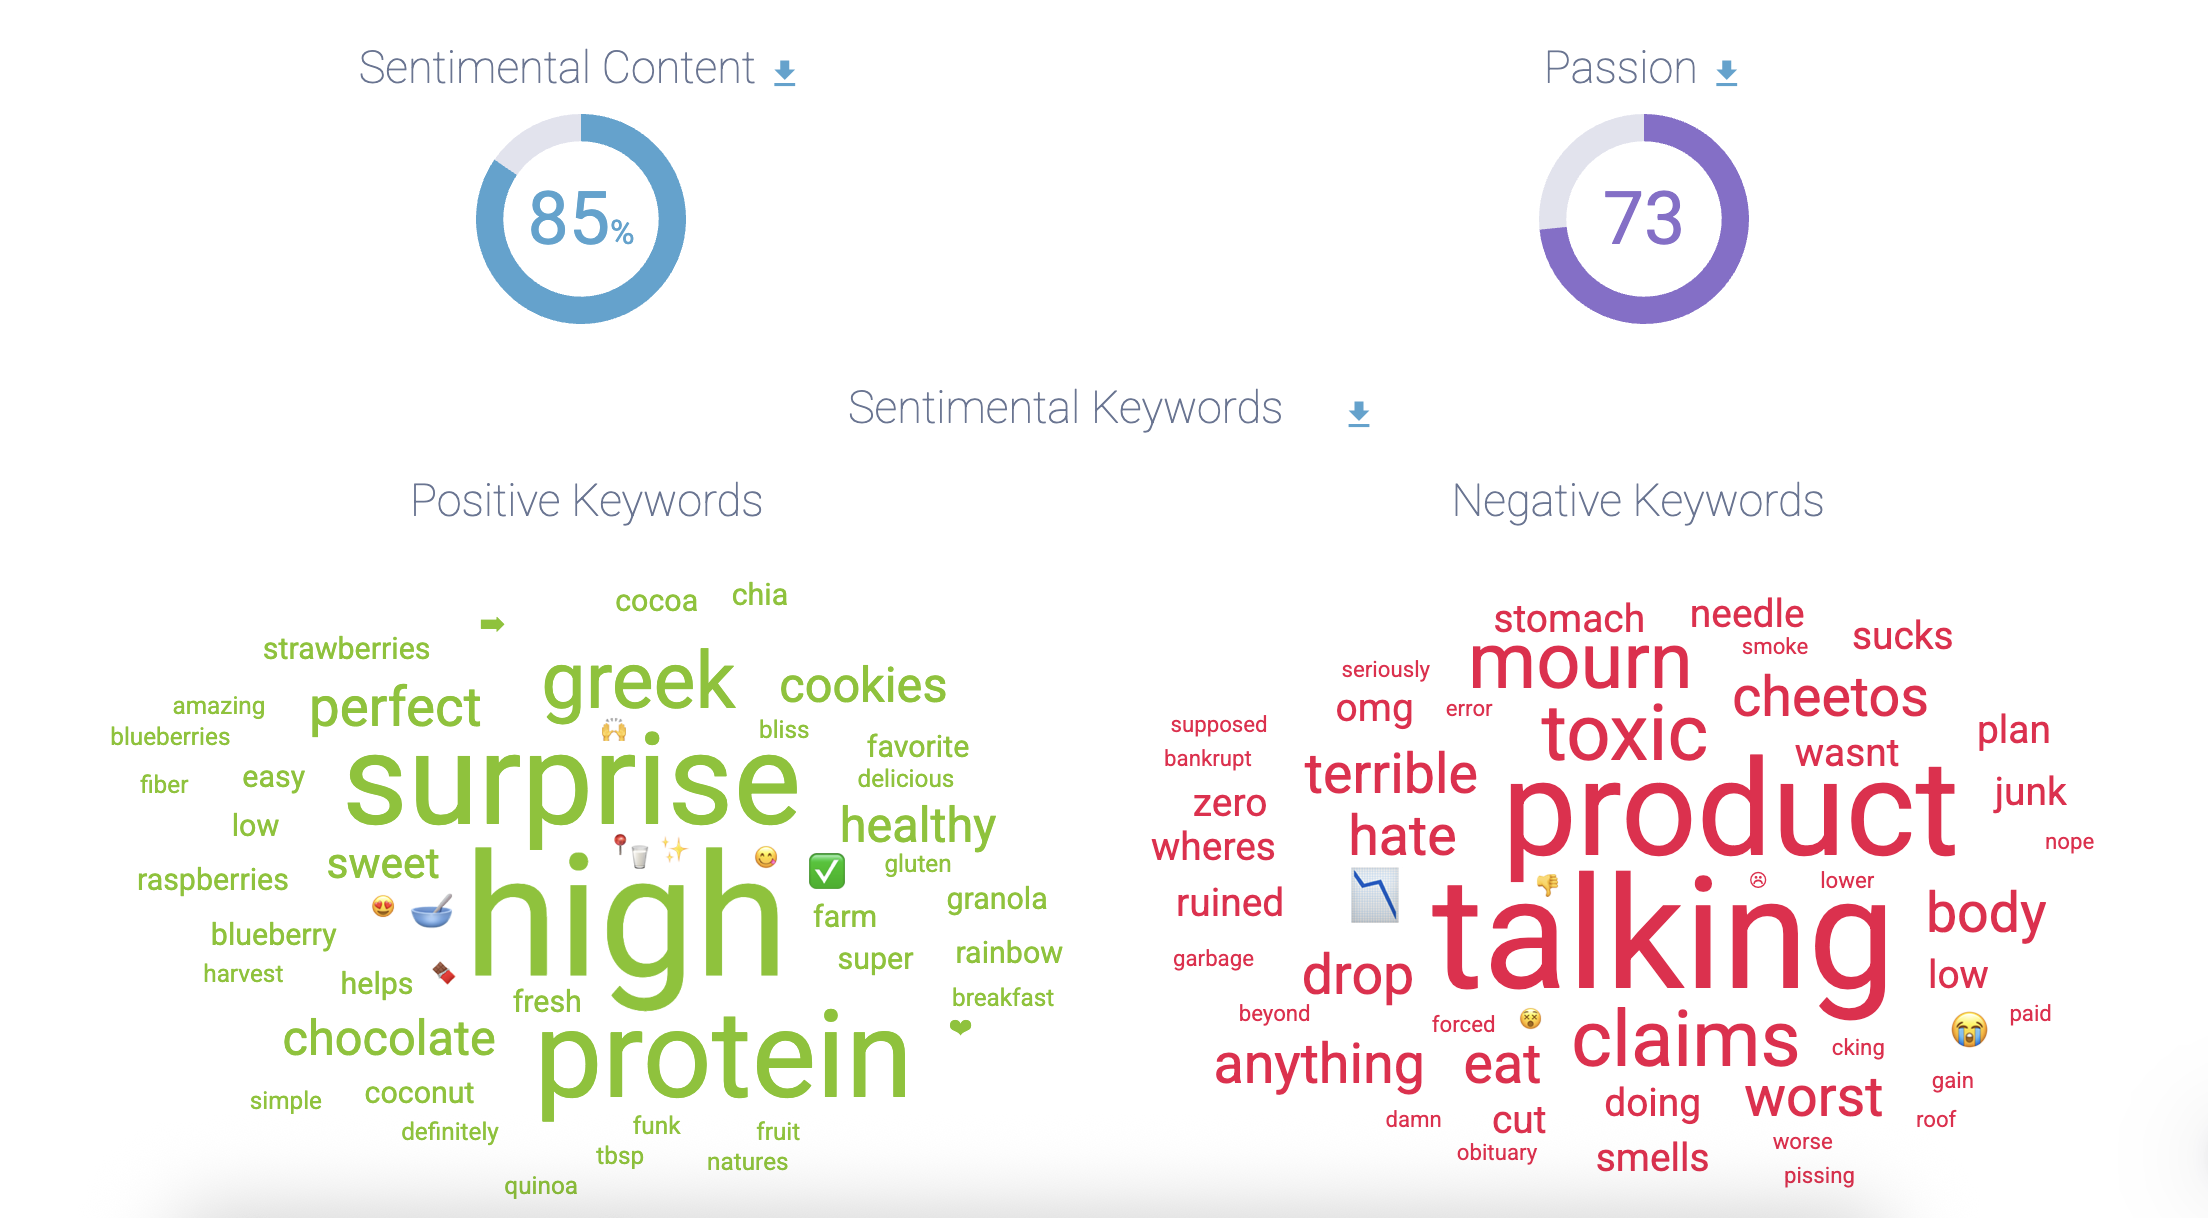 Sentimental Content
Passion
85%
73
Sentimental Keywords
Positive Keywords
Negative Keywords
cocoa chia
strawberries
greek cookies
perfect
amazing
blueberries
bliss
favorite
surprise
delicious
fiber
easy
low
healthy
sweet
gluten
raspberries
high
granola
farm
blueberry
super
rainbow
harvest
helps
fresh
breakfast
chocolate
protein
coconut
simple
definitely
funk
fruit
tbsp
natures
quinoa
stomach
needle
smoke
sucks
mourn
seriously
cheetos
omg
error
supposed
toxic
plan
bankrupt
wasnt
terrible
product
junk
zero
hate
wheres
nope
lower
ruined
talking
body
garbage
drop
low
beyond
forced
paid
claims
cking
anything
eat
gain
worst
doing
damn
cut
roof
obituary
worse
smells
pissing